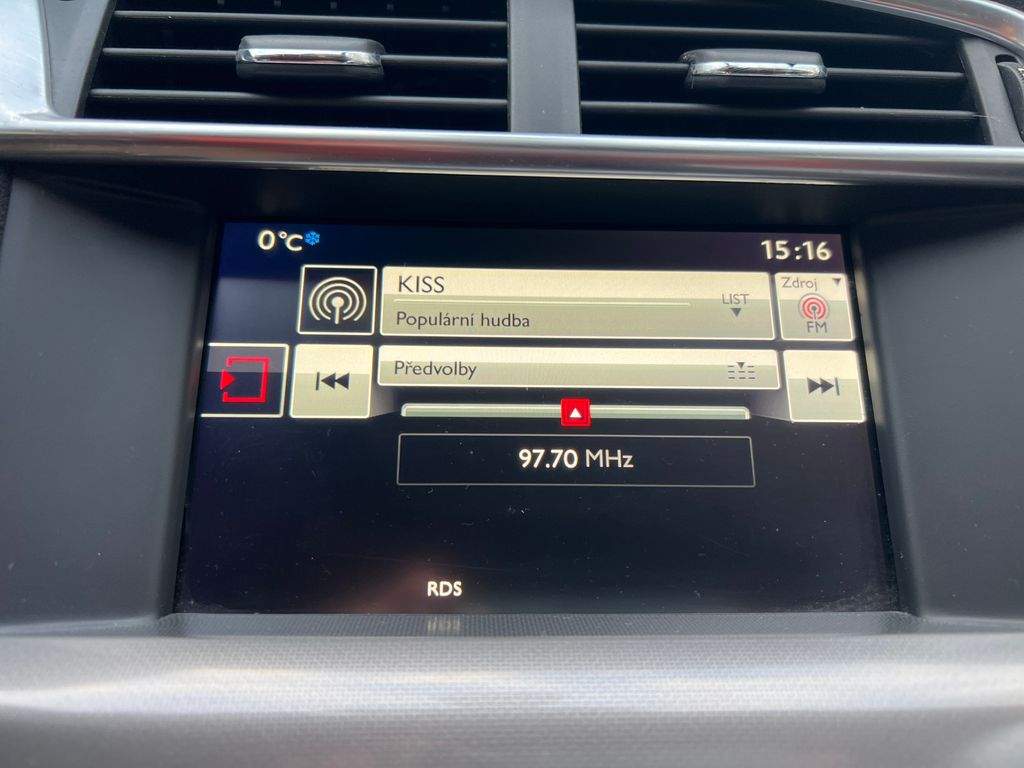 0°C
15:16
KISS
LIST
Populární hudba
Zdroj
FM
Předvolby
97.70 MHz
RDS